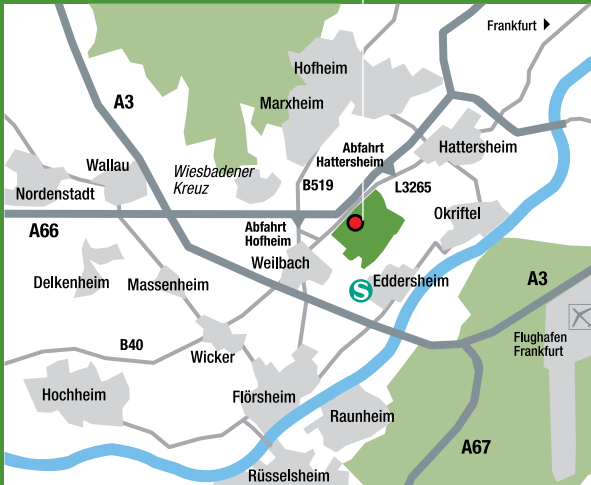 Frankfurt
Hofheim
A3
Marxheim
Abfahrt
Hattersheim
Hattersheim
Wallau
Wiesbadener
Kreuz
B519
L3265
Nordenstadt
Okriftel
A66
Abfahrt
Hofheim
Weilbach
Delkenheim
Massenheim
S
Eddersheim
A3
B40
Wicker
Flughafen
Frankfurt
Hochheim
Flörsheim
Raunheim
A67
Rüsselsheim